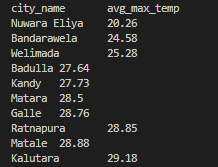 city_name avg_max_temp
Nuwara Eliya 20.26
Bandarawela 24.58
Welimada 25.28
Badulla 27.64
Kandy 27.73
Matara 28.5
Galle 28.76
Ratnapura 28.85
Matale 28.88
Kalutara 29.18